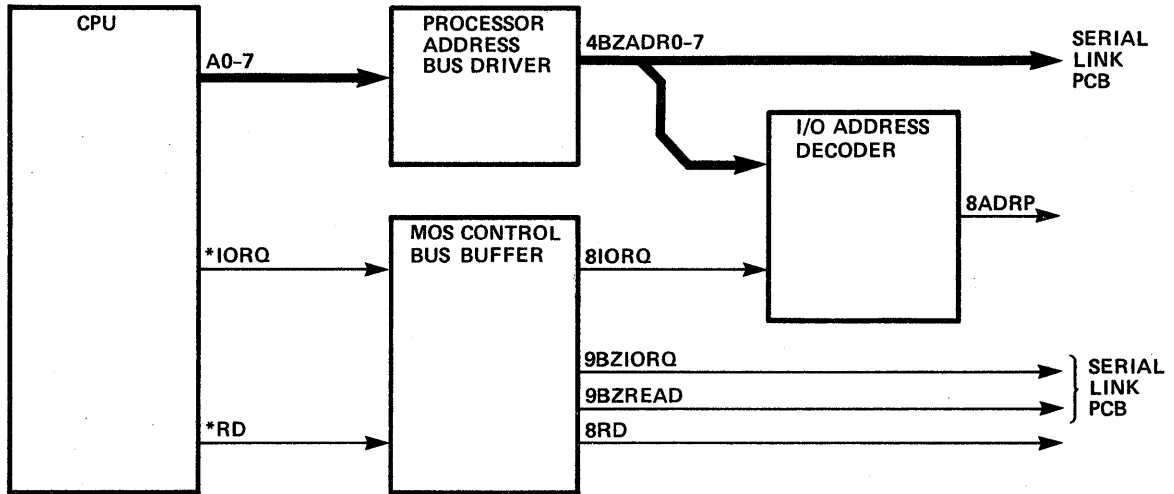 CPU
PROCESSOR
ADDRESS
BUS DRIVER
A0-7
4BZADR0-7
SERIAL
LINK
PCB
I/O ADDRESS
DECODER
8ADRP
MOS CONTROL
BUS BUFFER
*IORQ
8IORQ
9BZIORQ
9BZREAD
SERIAL
LINK
PCB
*RD
8RD